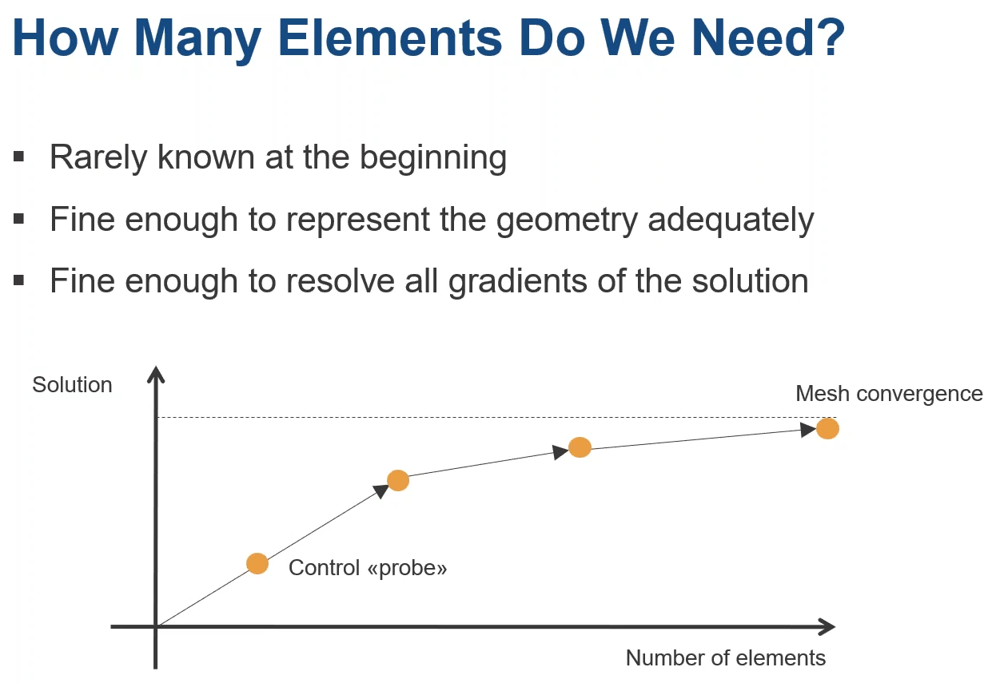 How Many Elements Do We Need?
▪ Rarely known at the beginning
▪ Fine enough to represent the geometry adequately
▪ Fine enough to resolve all gradients of the solution
Solution
Mesh convergence
Control «probe»
Number of elements